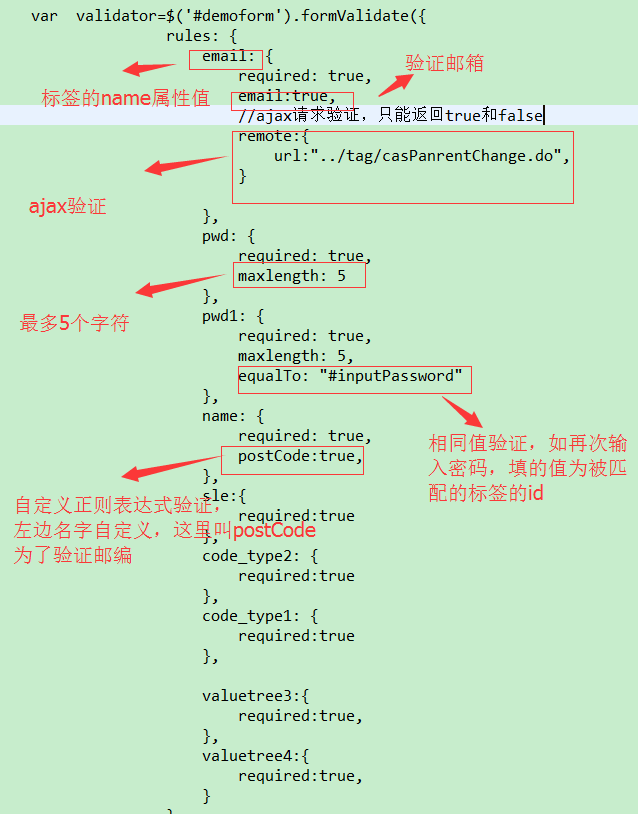 var  validator=$('#demoform').formValidate({
rules: {
email: {
required: true,
验证邮箱
标签的name属性值
email:true,
//ajax请求验证，只能返回true和false
remote:{
url:"../tag/casPanrentChange.do",
}
ajax验证
},
pwd: {
required: true,
maxlength: 5
},
最多5个字符
pwd1: {
required: true,
maxlength: 5,
equalTo: "#inputPassword"
},
name: {
required: true,
postCode:true,
},
相同值验证，如再次输
入密码，填的值为被匹
配的标签的id
自定义正则表达式验证，
左边名字自定义，这里叫postCode
为了验证邮编
sle:{
required:true
},
code_type2: {
required:true
},
code_type1: {
required:true
},
valuetree3:{
required:true,
},
valuetree4:{
required:true,
}